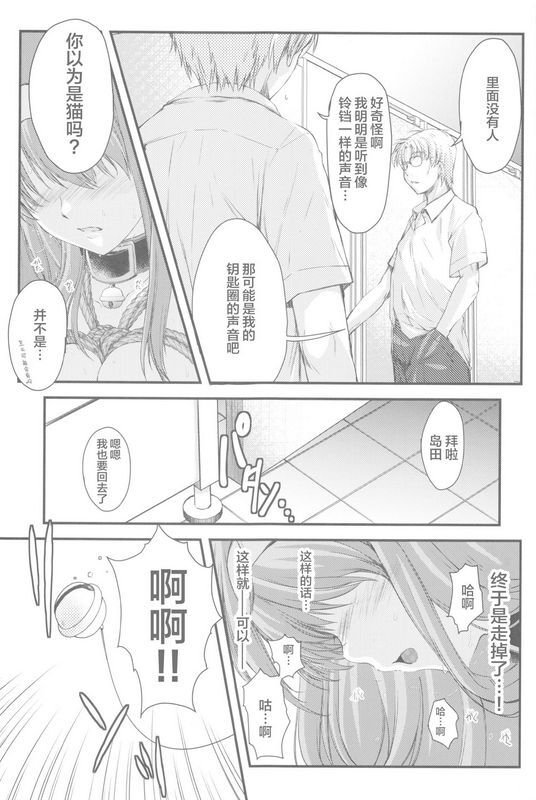 里面没有人
好奇怪啊
我明明是听到像
铃铛一样的声音…
那可能是我的
钥匙圈的声音吧
你以为是猫吗？
并不是…
拜啦
岛田
嗯嗯
我也要回去了
终于是走掉了…！
哈啊
哈…啊
这样的话…
这样就
可以
啊…
咕…啊
啊啊!!